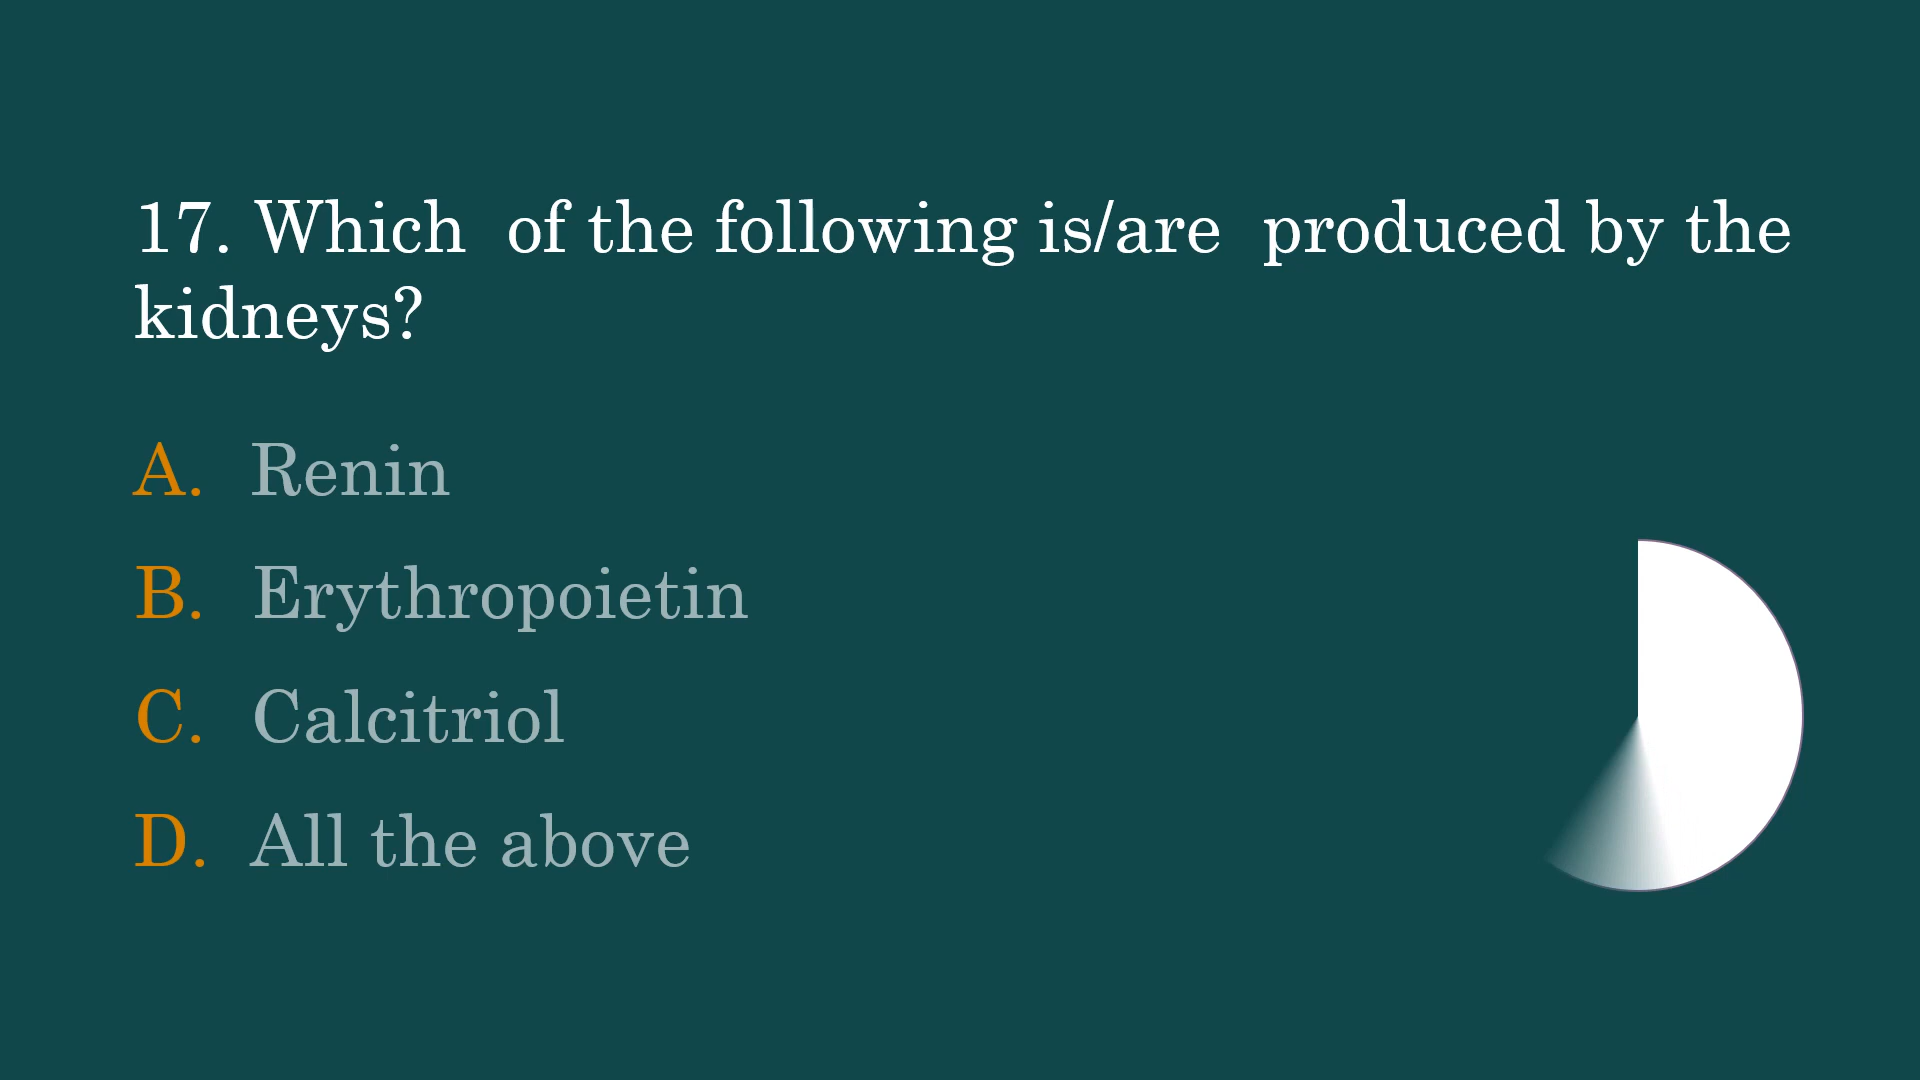 17. Which of the following is/are produced by the
kidneys?
A. Renin
B. Erythropoietin
C. Calcitriol
D. All the above